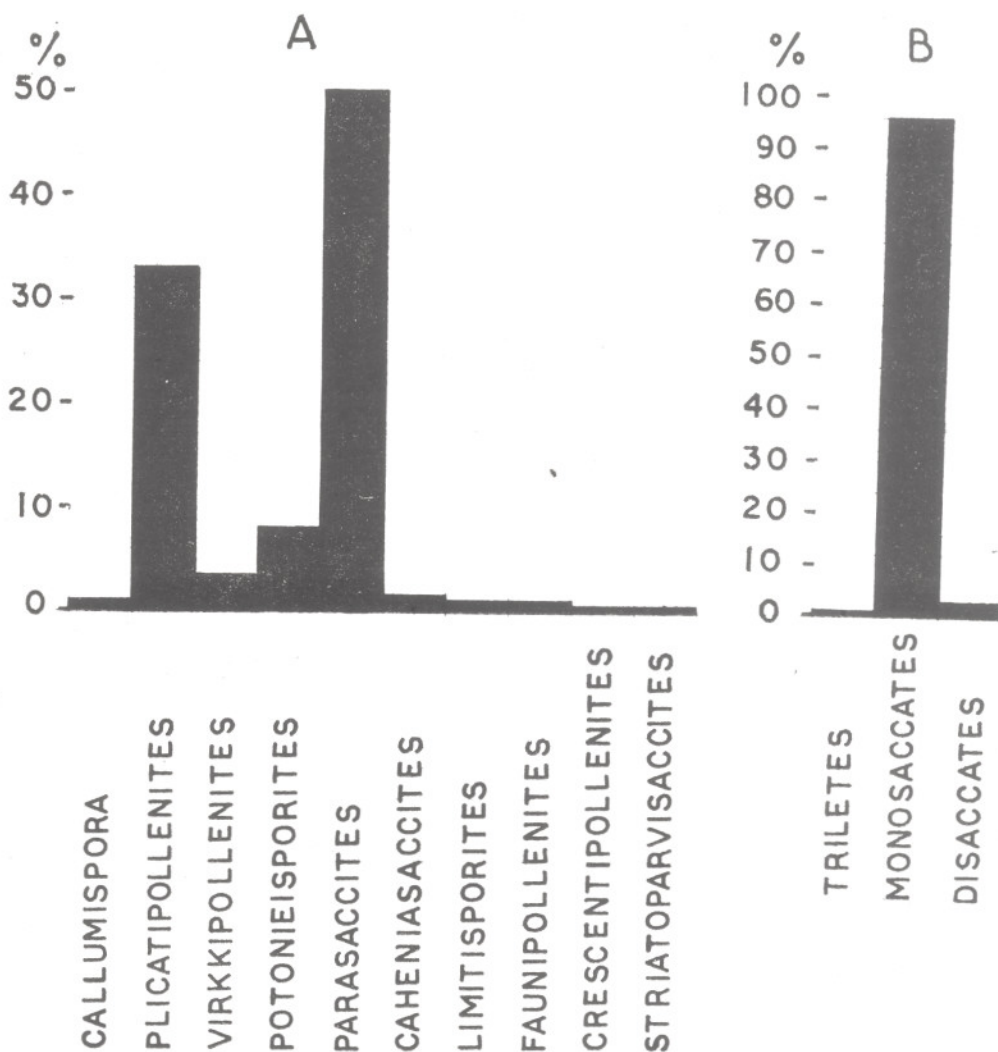 A
%
50-
40-
30-
20-
10-
0
CALLUMISPORA
PLICATIPOLLENITES
VIRKKIPOLLENITES
POTONIEISPORITES
PARASACCITES
CAHENIASACCITES
LIMITISPORITES
FAUNIPOLLENITES
CRESCENTIPOLLENITES
STRIATOPARVISACCITES
B
%
100 -
90 -
80 -
70 -
60 -
50 -
40 -
30 -
20 -
10 -
0
TRILETES
MONOSACCATES
DISACCATES